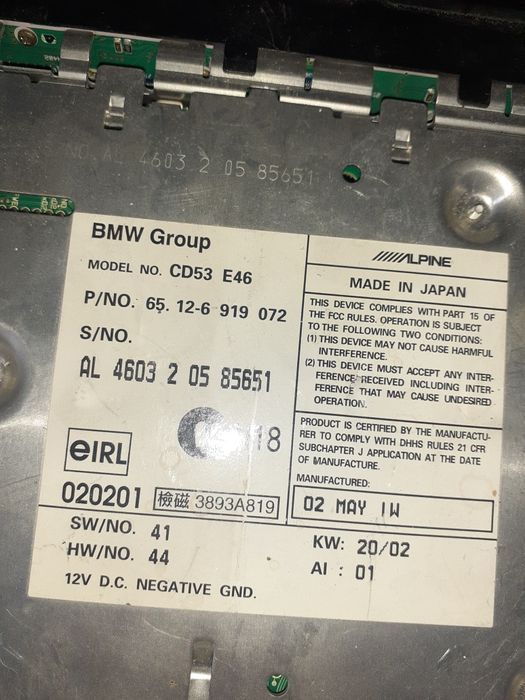 NO. AL 4603 2 05 85651
BMW Group
MODEL NO. CD53 E46
P/NO. 65. 12-6 919 072
S/NO.
AL 4603 2 05 85651
18
eIRL
020201 檢磁 3893A819
SW/NO. 41
HW/NO. 44
12V D.C. NEGATIVE GND.
ALPINE
MADE IN JAPAN
THIS DEVICE COMPLIES WITH PART 15 OF
THE FCC RULES. OPERATION IS SUBJECT
TO THE FOLLOWING TWO CONDITIONS:
(1) THIS DEVICE MAY NOT CAUSE HARMFUL
INTERFERENCE.
(2) THIS DEVICE MUST ACCEPT ANY INTER-
FERENCE RECEIVED INCLUDING INTER-
FERENCE THAT MAY CAUSE UNDESIRED
OPERATION.
PRODUCT IS CERTIFIED BY THE MANUFACTU-
RER TO COMPLY WITH DHHS RULES 21 CFR
SUBCHAPTER J APPLICATION AT THE DATE
OF MANUFACTURE.
MANUFACTURED:
02 MAY 1W
KW: 20/02
AI : 01